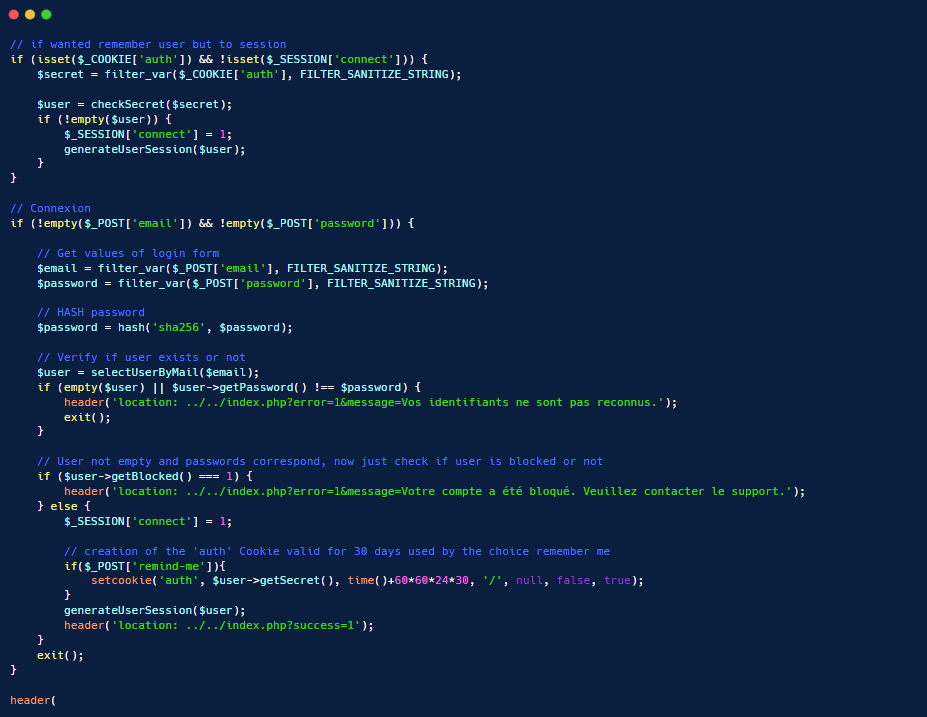 // if wanted remember user but to session
if (isset($_COOKIE['auth']) && !isset($_SESSION['connect'])) {
    $secret = filter_var($_COOKIE['auth'], FILTER_SANITIZE_STRING);

    $user = checkSecret($secret);
    if (!empty($user)) {
        $_SESSION['connect'] = 1;
        generateUserSession($user);
    }
}

// Connexion
if (!empty($_POST['email']) && !empty($_POST['password'])) {

    // Get values of login form
    $email = filter_var($_POST['email'], FILTER_SANITIZE_STRING);
    $password = filter_var($_POST['password'], FILTER_SANITIZE_STRING);

    // HASH password
    $password = hash('sha256', $password);

    // Verify if user exists or not
    $user = selectUserByMail($email);
    if (empty($user) || $user->getPassword() !== $password) {
        header('location: ../../index.php?error=1&message=Vos identifiants ne sont pas reconnus.');
        exit();
    }

    // User not empty and passwords correspond, now just check if user is blocked or not
    if ($user->getBlocked() === 1) {
        header('location: ../../index.php?error=1&message=Votre compte a été bloqué. Veuillez contacter le support.');
    } else {
        $_SESSION['connect'] = 1;

        // creation of the 'auth' Cookie valid for 30 days used by the choice remember me
        if($_POST['remind-me']){
            setcookie('auth', $user->getSecret(), time()+60*60*24*30, '/', null, false, true);
        }
        generateUserSession($user);
        header('location: ../../index.php?success=1');
    }
    exit();
}

header(